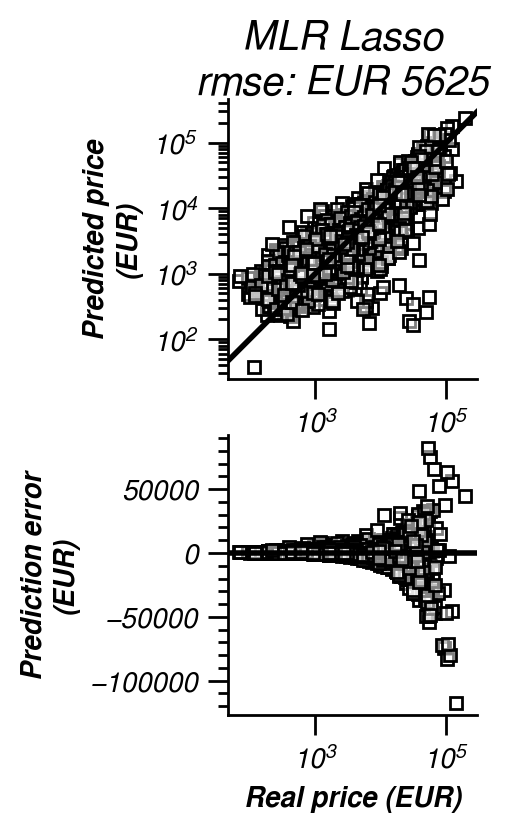 MLR Lasso
rmse: EUR 5625
Predicted price
(EUR)
10⁵
10⁴
10³
10²
10³
10⁵
Prediction error
(EUR)
50000
0
−50000
−100000
10³
10⁵
Real price (EUR)